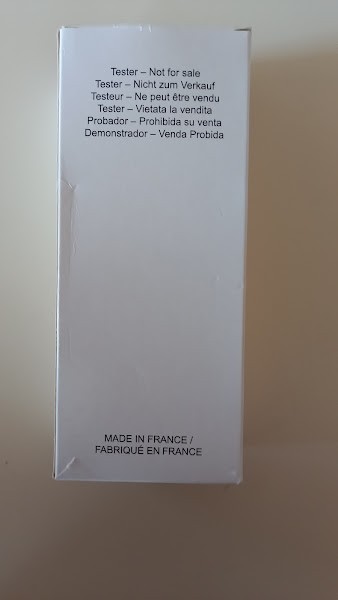 Tester – Not for sale
Tester – Nicht zum Verkauf
Testeur – Ne peut être vendu
Tester – Vietata la vendita
Probador – Prohibida su venta
Demonstrador – Venda Probida
MADE IN FRANCE /
FABRIQUÉ EN FRANCE